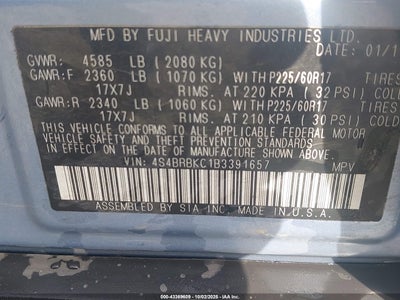 MFD BY FUJI HEAVY INDUSTRIES LTD.
DATE: 01/1
GVWR: 4585 LB ( 2080 KG)
GAWR:F 2360 LB ( 1070 KG) WITH P225/60R17 TIRES
17X7J RIMS, AT 220 KPA ( 32 PSI) COLD
GAWR:R 2340 LB ( 1060 KG) WITH P225/60R17 TIRES
17X7J RIMS, AT 210 KPA ( 30 PSI) COLD
THIS VEHICLE CONFORMS TO ALL APPLICABLE FEDERAL MOTOR
VEHICLE SAFETY AND THEFT PREVENTION STANDARDS
IN EFFECT ON THE DATE OF MANUFACTURE SHOWN ABOVE.
VIN: 4S4BRBKC1B3391657 MPV
ASSEMBLED BY SIA INC. MADE IN U.S.A.
000-43389609 - 10/03/2025 - © IAA, Inc.